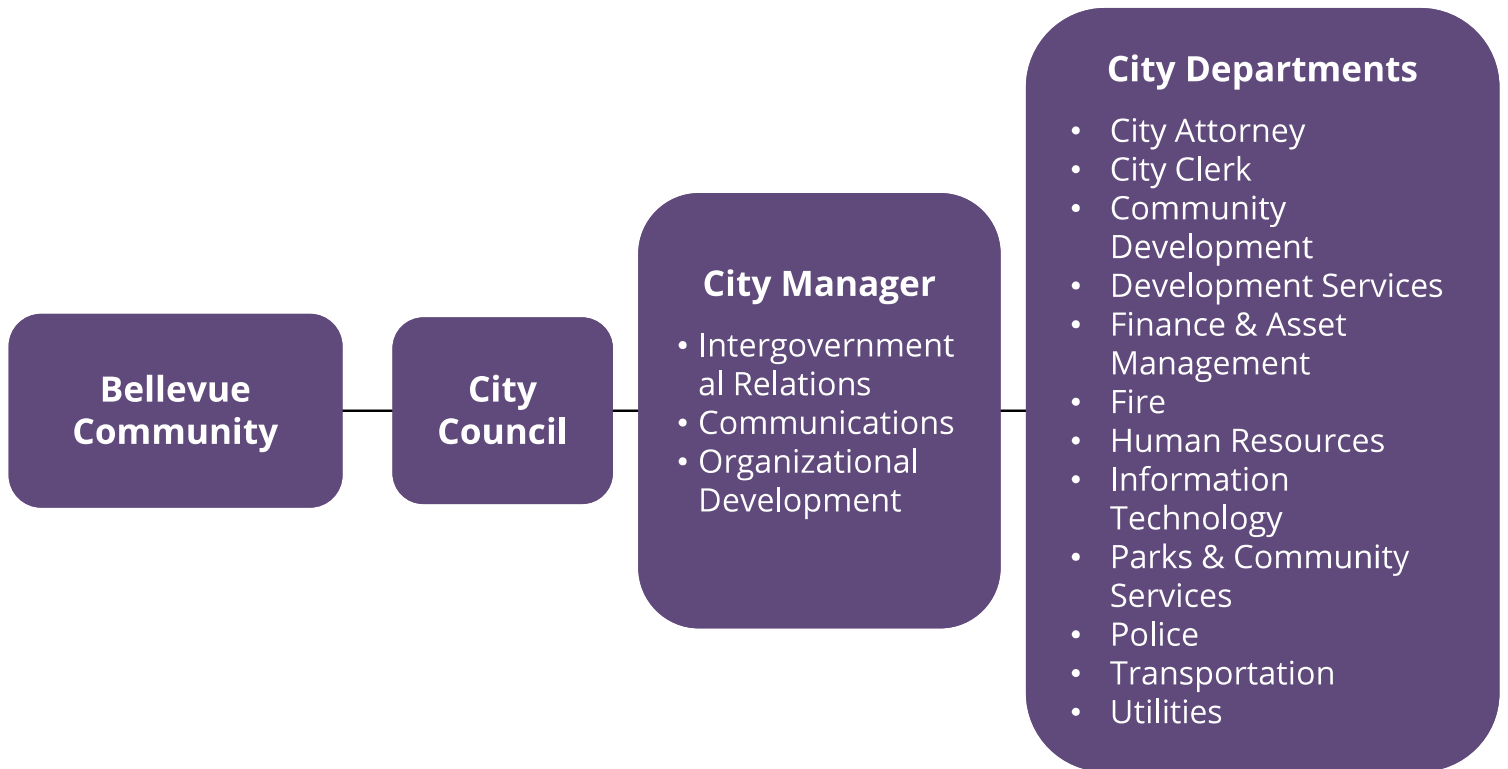 Bellevue
Community
City
Council
City Manager
• Intergovernment
al Relations
• Communications
• Organizational
Development
City Departments
• City Attorney
• City Clerk
• Community
Development
• Development Services
• Finance & Asset
Management
• Fire
• Human Resources
• Information
Technology
• Parks & Community
Services
• Police
• Transportation
• Utilities